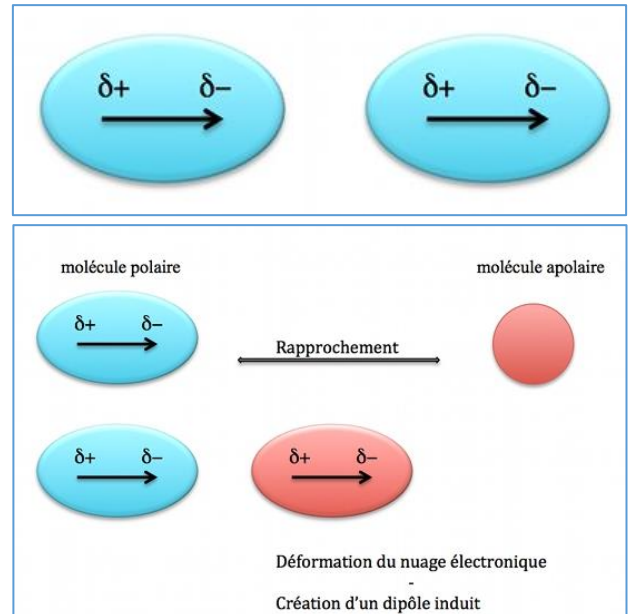 δ+ δ− δ+ δ−
molécule polaire molécule apolaire
δ+ δ−
Rapprochement
δ+ δ− δ+ δ−
Déformation du nuage électronique
-
Création d'un dipôle induit